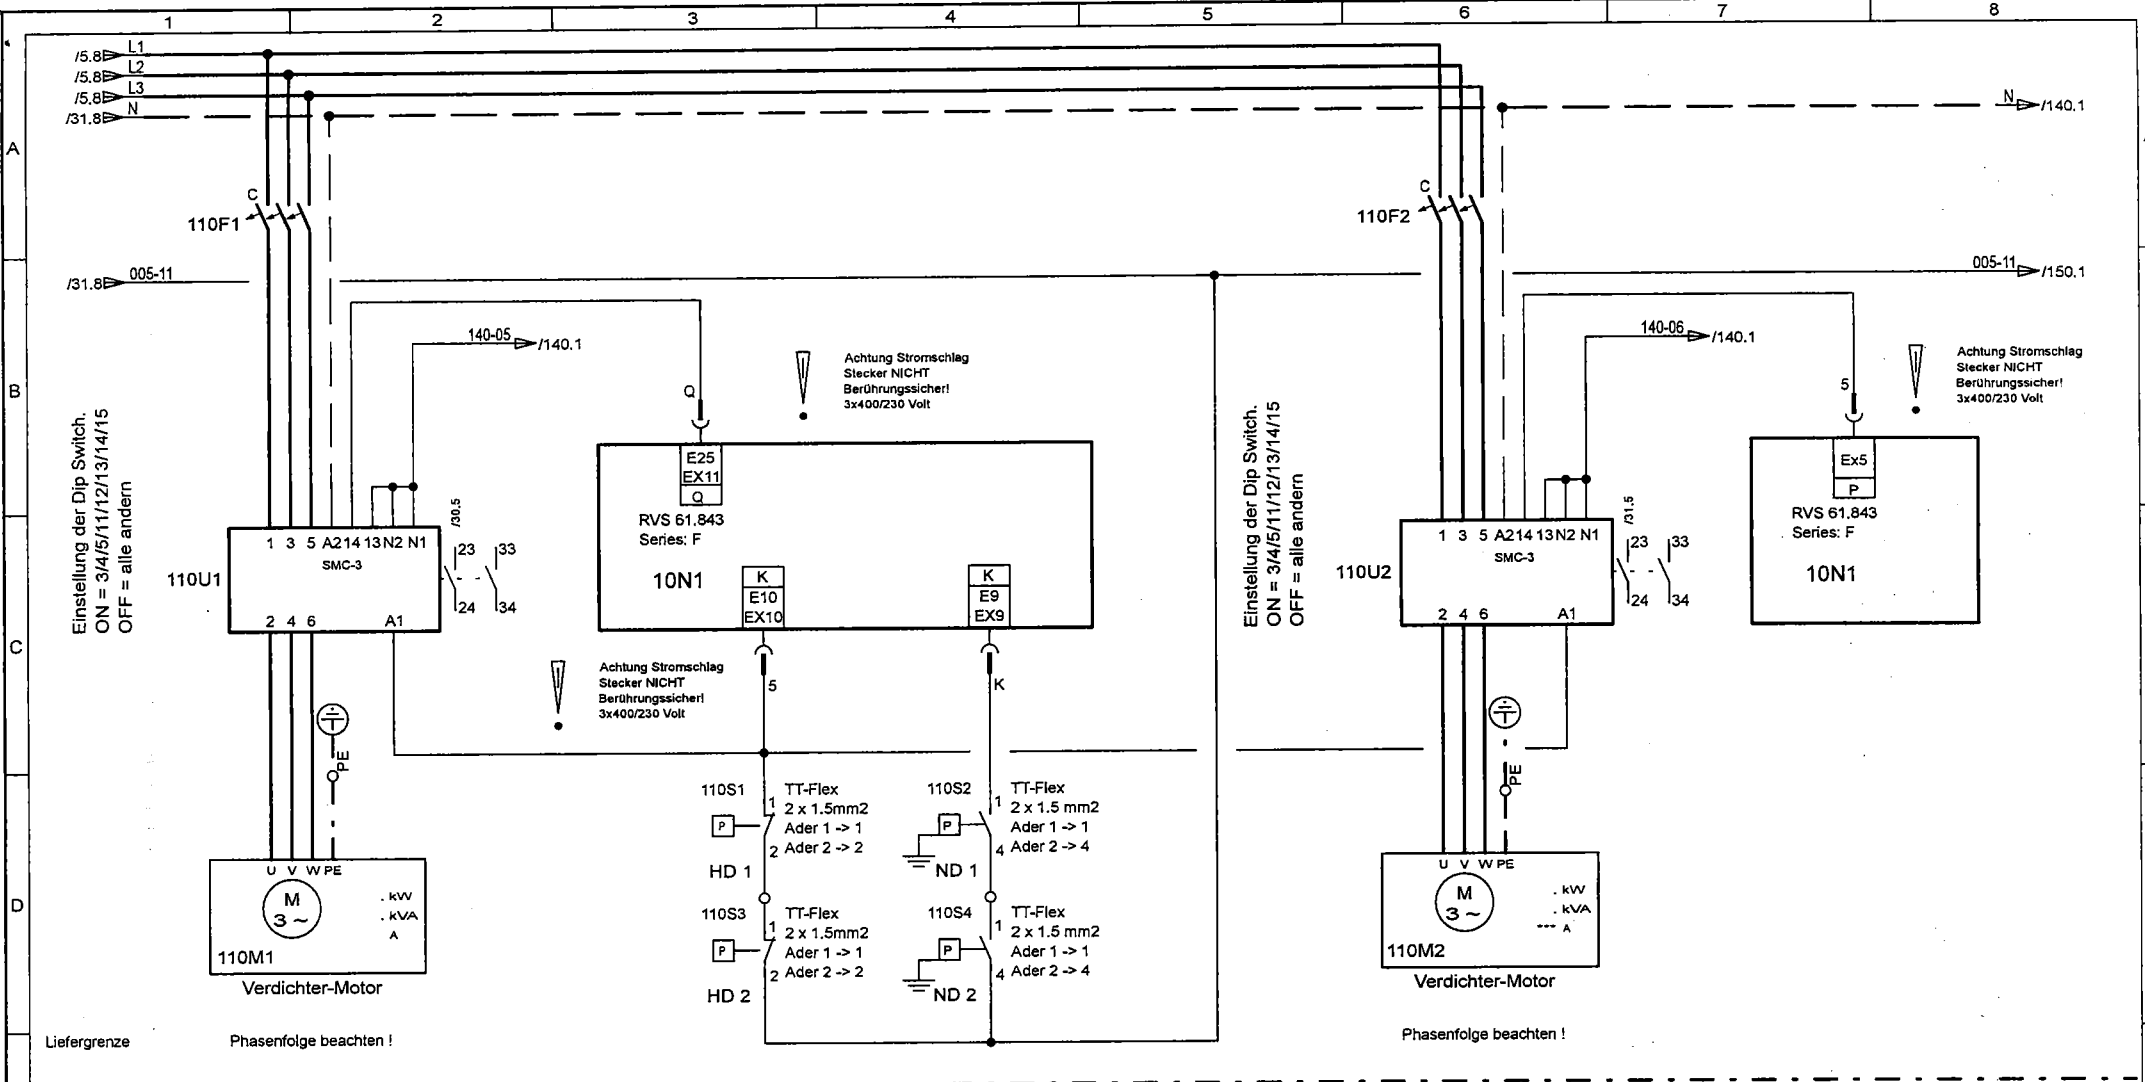 1 2 3 4 5 6 7 8
A
B
C
D
/5.8 L1
/5.8 L2
/5.8 L3
/31.8 N
N /140.1
C
110F1
C
110F2
/31.8 005-11
005-11 /150.1
140-05 /140.1
140-06 /140.1
Einstellung der Dip Switch.
ON = 3/4/5/11/12/13/14/15
OFF = alle andern
Q
Achtung Stromschlag
Stecker NICHT
Berührungssicher!
3x400/230 Volt
E25
EX11
Q
RVS 61.843
Series: F
10N1
K
E10
EX10
K
E9
EX9
/30.5
1 3 5 A2 14 13 N2 N1
SMC-3
110U1
2 4 6 A1
23 33
24 34
Achtung Stromschlag
Stecker NICHT
Berührungssicher!
3x400/230 Volt
5
K
PE
110S1
1
TT-Flex
2 x 1.5mm2
P
Ader 1 -> 1
2
Ader 2 -> 2
HD 1
110S3
1
TT-Flex
2 x 1.5mm2
P
Ader 1 -> 1
2
Ader 2 -> 2
HD 2
110S2
1
TT-Flex
2 x 1.5 mm2
P
Ader 1 -> 1
4
Ader 2 -> 4
ND 1
110S4
1
TT-Flex
2 x 1.5 mm2
P
Ader 1 -> 1
4
Ader 2 -> 4
ND 2
U V W PE
M
3 ~
. kW
. kVA
A
110M1
Verdichter-Motor
Einstellung der Dip Switch.
ON = 3/4/5/11/12/13/14/15
OFF = alle andern
/31.5
1 3 5 A2 14 13 N2 N1
SMC-3
110U2
2 4 6 A1
23 33
24 34
5
Achtung Stromschlag
Stecker NICHT
Berührungssicher!
3x400/230 Volt
Ex5
P
RVS 61.843
Series: F
10N1
PE
U V W PE
M
3 ~
. kW
. kVA
--- A
110M2
Verdichter-Motor
Liefergrenze
Phasenfolge beachten !
Phasenfolge beachten !